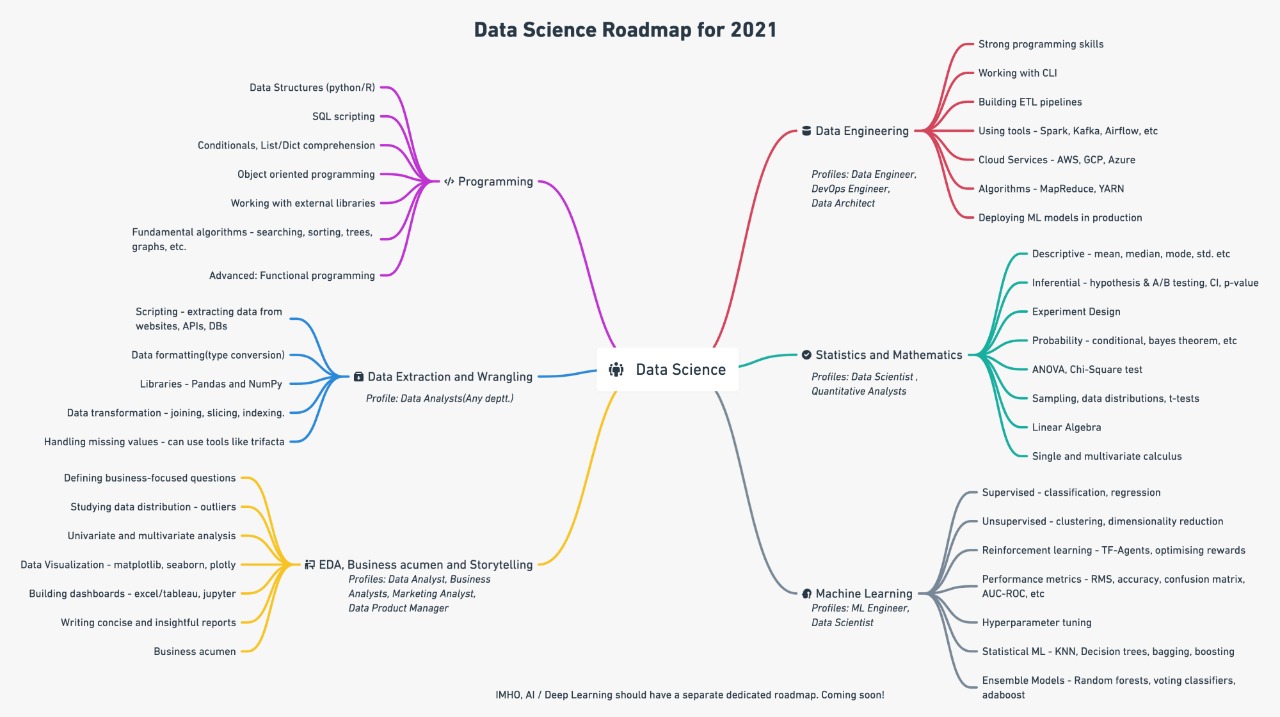 Data Science Roadmap for 2021
Data Structures (python/R)
SQL scripting
Conditionals, List/Dict comprehension
Object oriented programming
Working with external libraries
Fundamental algorithms - searching, sorting, trees,
graphs, etc.
Advanced: Functional programming
</> Programming
Scripting - extracting data from
websites, APIs, DBs
Data formatting(type conversion)
Libraries - Pandas and NumPy
Data transformation - joining, slicing, indexing.
Handling missing values - can use tools like trifacta
Data Extraction and Wrangling
Profile: Data Analysts(Any deptt.)
Defining business-focused questions
Studying data distribution - outliers
Univariate and multivariate analysis
Data Visualization - matplotlib, seaborn, plotly
Building dashboards - excel/tableau, jupyter
Writing concise and insightful reports
Business acumen
EDA, Business acumen and Storytelling
Profiles: Data Analyst, Business
Analysts, Marketing Analyst,
Data Product Manager
Data Science
Data Engineering
Profiles: Data Engineer,
DevOps Engineer,
Data Architect
Strong programming skills
Working with CLI
Building ETL pipelines
Using tools - Spark, Kafka, Airflow, etc
Cloud Services - AWS, GCP, Azure
Algorithms - MapReduce, YARN
Deploying ML models in production
Statistics and Mathematics
Profiles: Data Scientist ,
Quantitative Analysts
Descriptive - mean, median, mode, std. etc
Inferential - hypothesis & A/B testing, CI, p-value
Experiment Design
Probability - conditional, bayes theorem, etc
ANOVA, Chi-Square test
Sampling, data distributions, t-tests
Linear Algebra
Single and multivariate calculus
Machine Learning
Profiles: ML Engineer,
Data Scientist
Supervised - classification, regression
Unsupervised - clustering, dimensionality reduction
Reinforcement learning - TF-Agents, optimising rewards
Performance metrics - RMS, accuracy, confusion matrix,
AUC-ROC, etc
Hyperparameter tuning
Statistical ML - KNN, Decision trees, bagging, boosting
Ensemble Models - Random forests, voting classifiers,
adaboost
IMHO, AI / Deep Learning should have a separate dedicated roadmap. Coming soon!